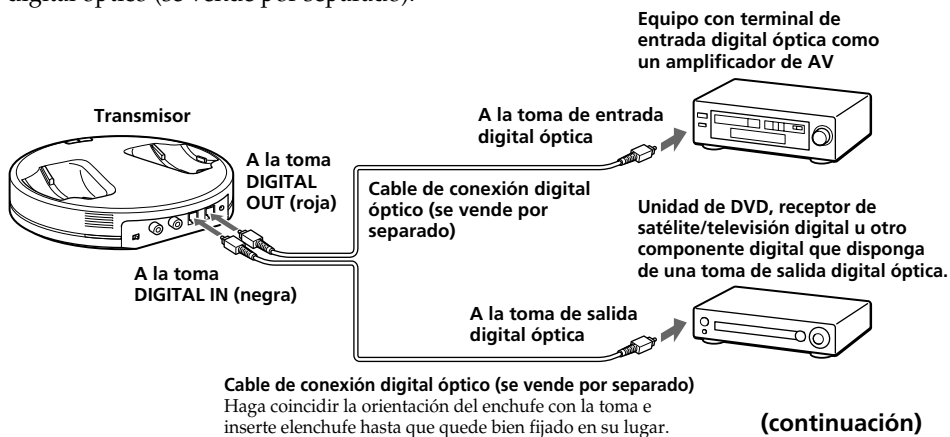 digital óptico (se vende por separado).
Equipo con terminal de
entrada digital óptica como
un amplificador de AV
Transmisor
A la toma de entrada
digital óptica
A la toma
DIGITAL
OUT (roja)
Cable de conexión digital
óptico (se vende por
separado)
Unidad de DVD, receptor de
satélite/televisión digital u otro
componente digital que disponga
de una toma de salida digital óptica.
A la toma
DIGITAL IN (negra)
A la toma de salida
digital óptica
Cable de conexión digital óptico (se vende por separado)
Haga coincidir la orientación del enchufe con la toma e
inserte elenchufe hasta que quede bien fijado en su lugar.
(continuación)